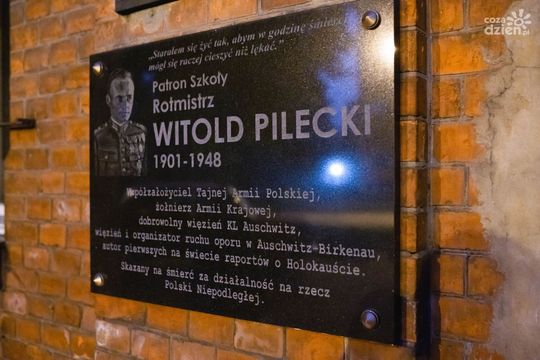 „Starałem się żyć tak, abym w godzinę śmierci
mógł się raczej cieszyć niż lękać."
Patron Szkoły
Rotmistrz
WITOLD PILECKI
1901-1948
Współzałożyciel Tajnej Armii Polskiej,
żołnierz Armii Krajowej,
dobrowolny więzień KL Auschwitz,
więzień i organizator ruchu oporu w Auschwitz-Birkenau,
autor pierwszych na świecie raportów o Holokauście.
Skazany na śmierć za działalność na rzecz
Polski Niepodległej.
coza
dzień
.pl